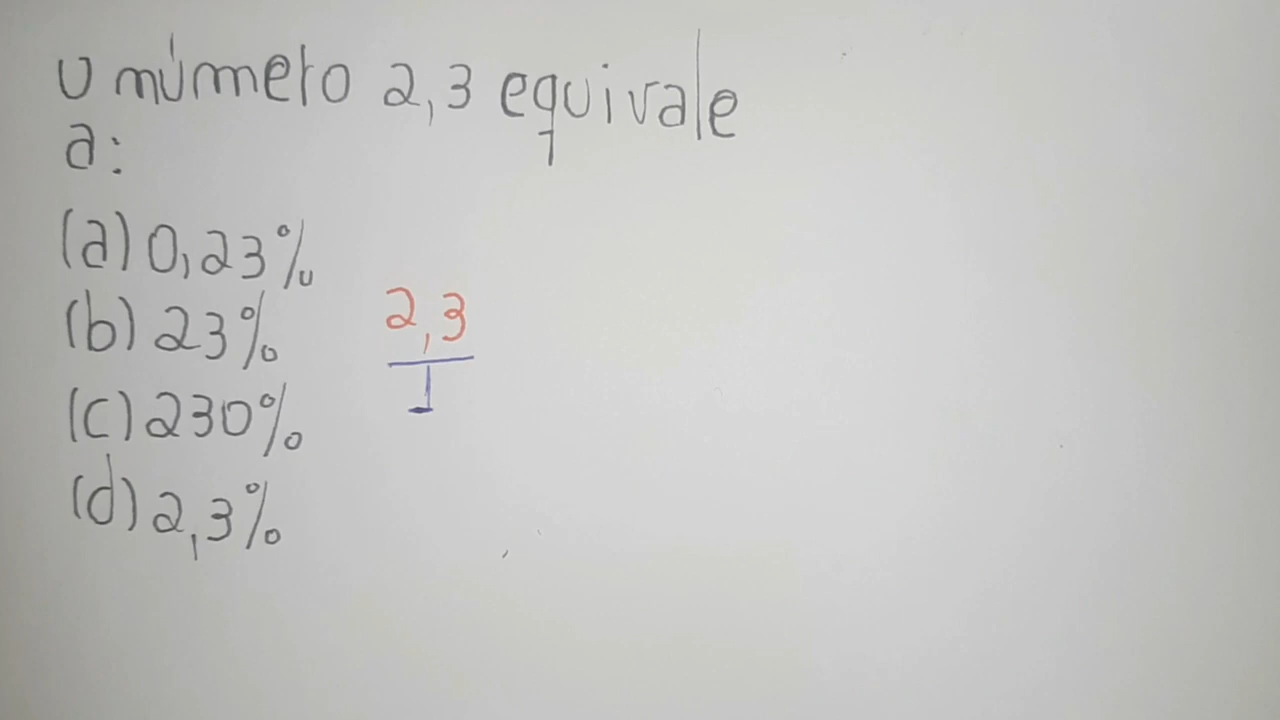 O número 2,3 equivale
a:
(a) 0,23%
(b) 23%
(c) 230%
(d) 2,3%
2,3
1